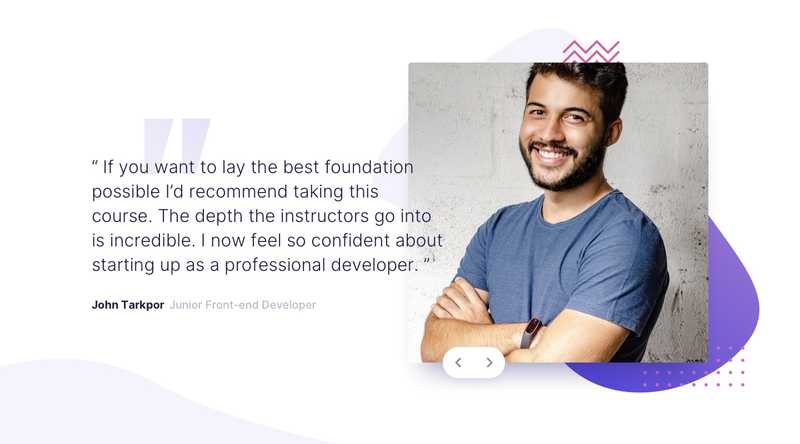 “ If you want to lay the best foundation
possible I’d recommend taking this
course. The depth the instructors go into
is incredible. I now feel so confident about
starting up as a professional developer. ”
John Tarkpor Junior Front-end Developer